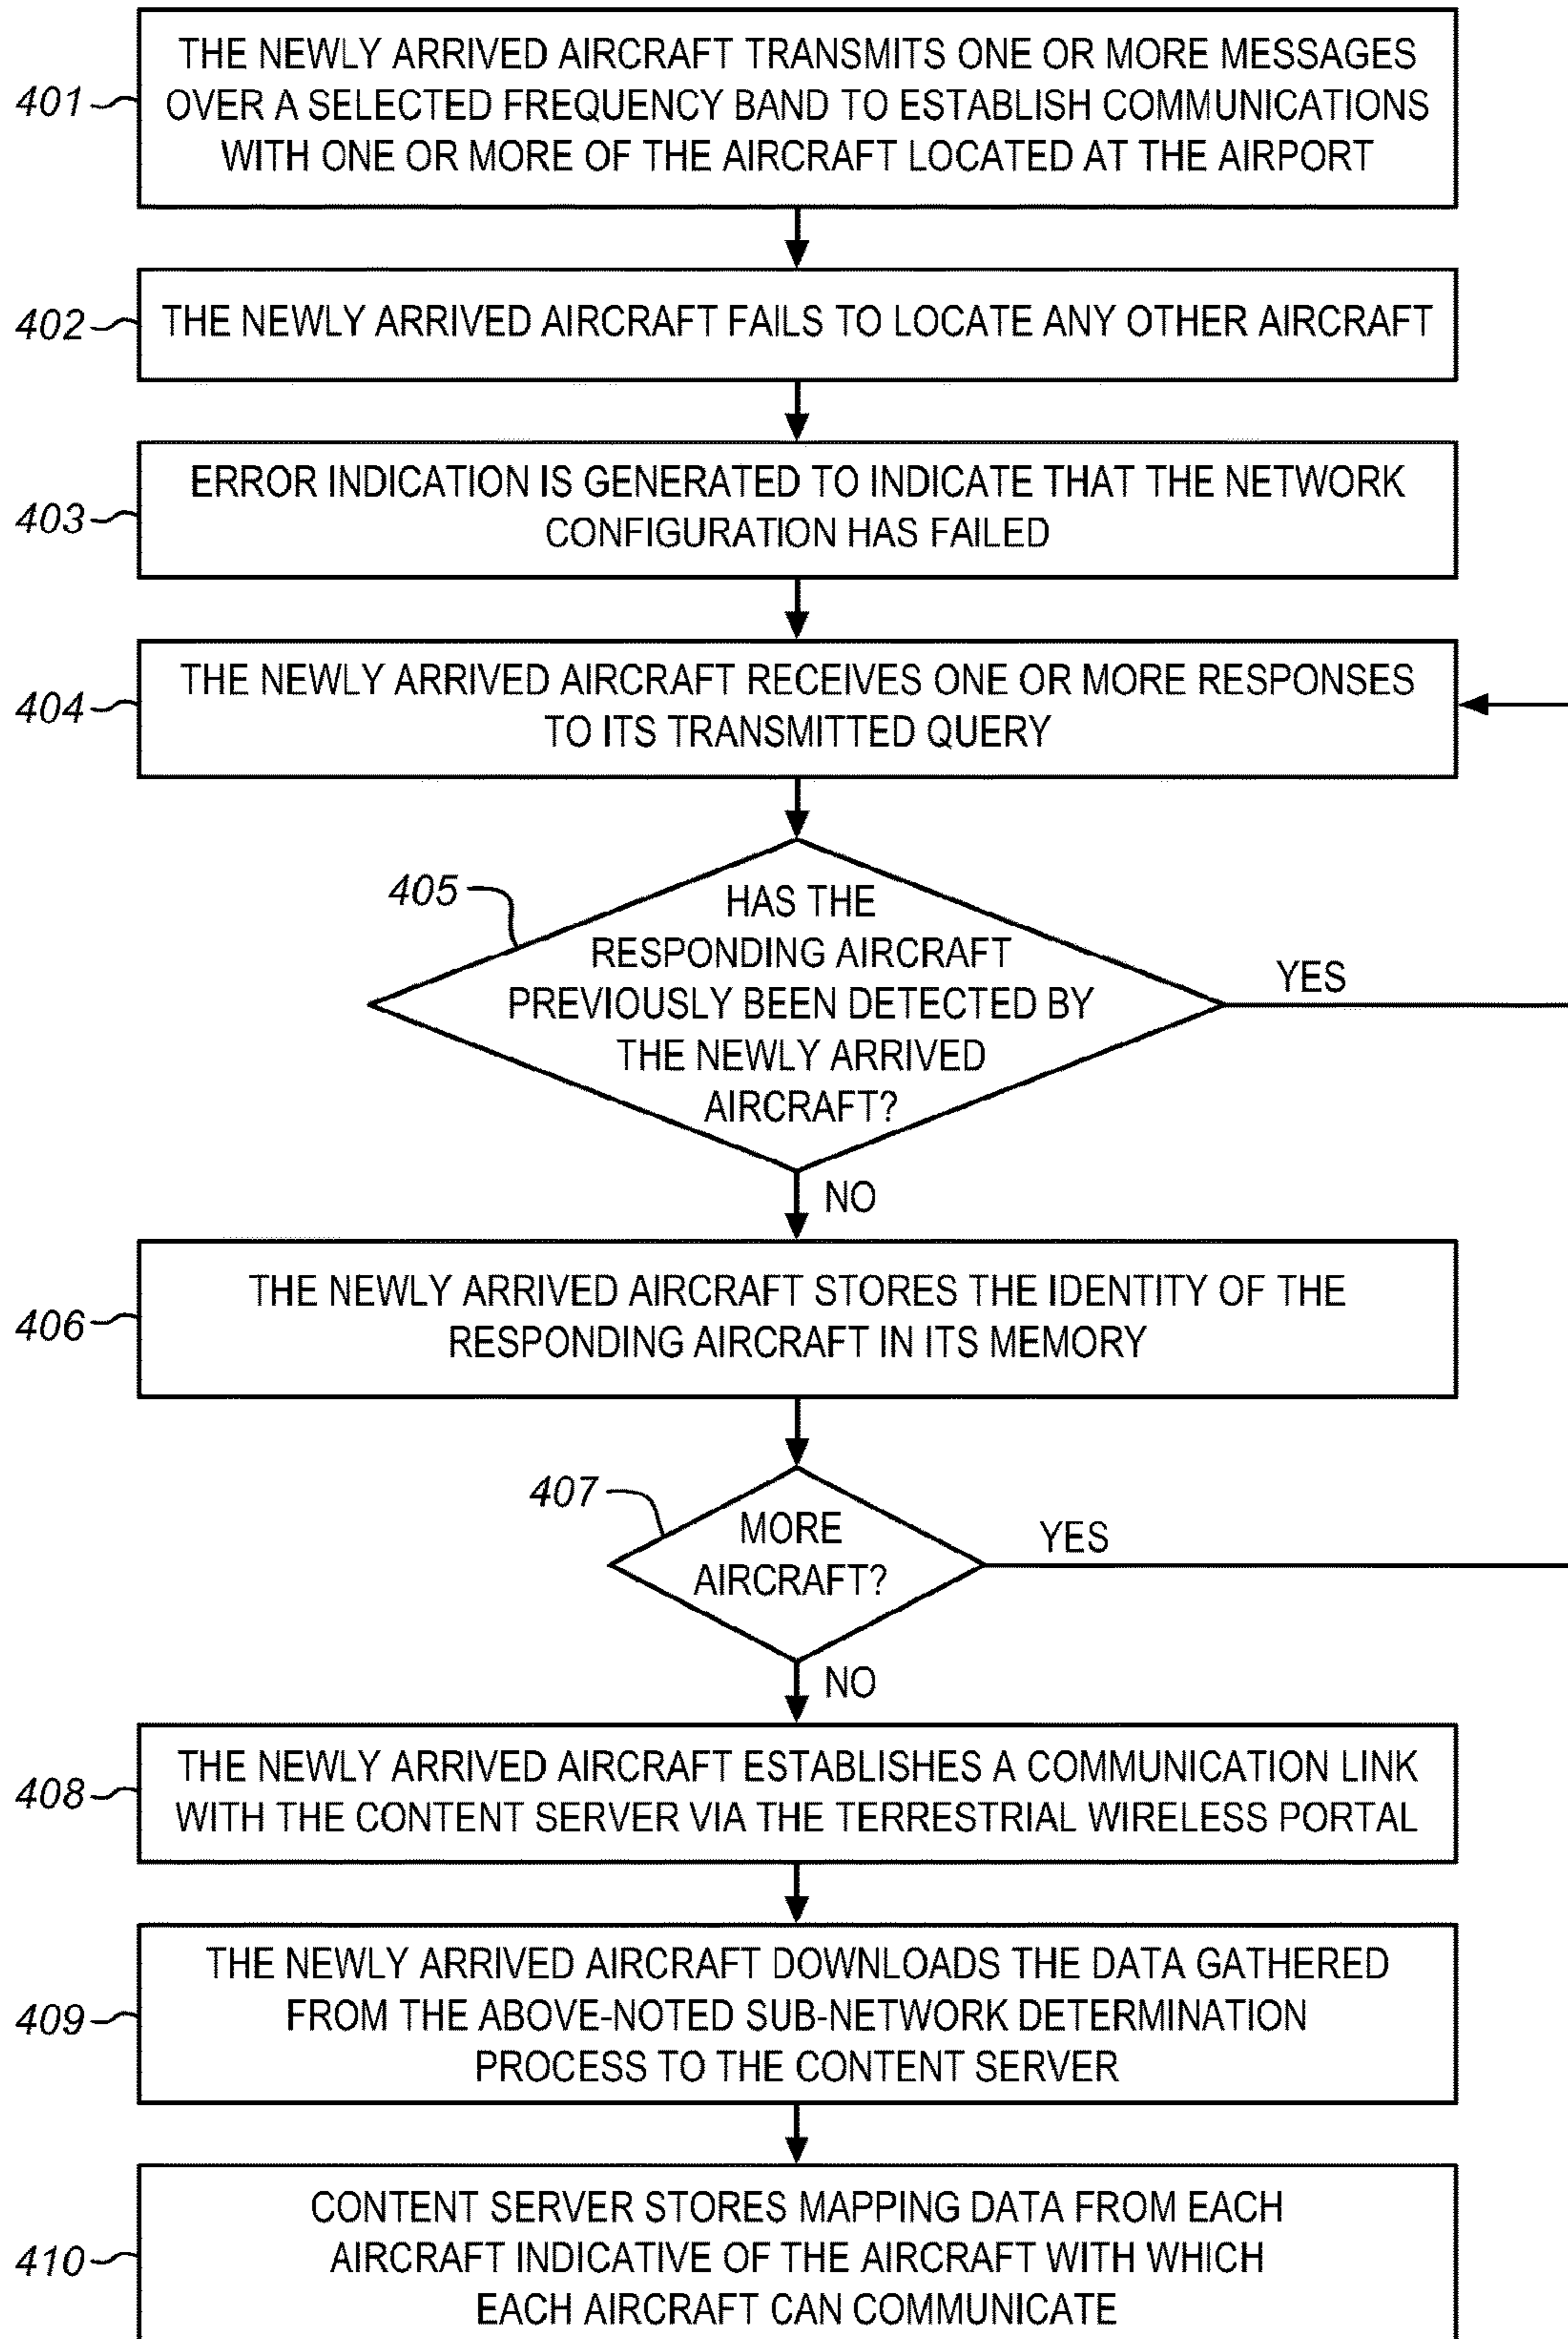 THE NEWLY ARRIVED AIRCRAFT TRANSMITS ONE OR MORE MESSAGES
401
OVER A SELECTED FREQUENCY BAND TO ESTABLISH COMMUNICATIONS
WITH ONE OR MORE OF THE AIRCRAFT LOCATED AT THE AIRPORT
402
THE NEWLY ARRIVED AIRCRAFT FAILS TO LOCATE ANY OTHER AIRCRAFT
403
ERROR INDICATION IS GENERATED TO INDICATE THAT THE NETWORK
CONFIGURATION HAS FAILED
404
THE NEWLY ARRIVED AIRCRAFT RECEIVES ONE OR MORE RESPONSES
TO ITS TRANSMITTED QUERY
405
HAS THE
RESPONDING AIRCRAFT
PREVIOUSLY BEEN DETECTED BY
THE NEWLY ARRIVED
AIRCRAFT?
YES
NO
406
THE NEWLY ARRIVED AIRCRAFT STORES THE IDENTITY OF THE
RESPONDING AIRCRAFT IN ITS MEMORY
407
MORE
AIRCRAFT?
YES
NO
408
THE NEWLY ARRIVED AIRCRAFT ESTABLISHES A COMMUNICATION LINK
WITH THE CONTENT SERVER VIA THE TERRESTRIAL WIRELESS PORTAL
409
THE NEWLY ARRIVED AIRCRAFT DOWNLOADS THE DATA GATHERED
FROM THE ABOVE-NOTED SUB-NETWORK DETERMINATION
PROCESS TO THE CONTENT SERVER
410
CONTENT SERVER STORES MAPPING DATA FROM EACH
AIRCRAFT INDICATIVE OF THE AIRCRAFT WITH WHICH
EACH AIRCRAFT CAN COMMUNICATE